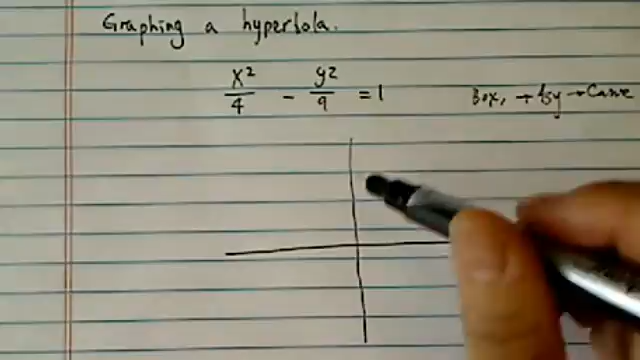 Graphing a hyperbola.
x²/4 - y²/9 = 1
Box, → Asy → Curve